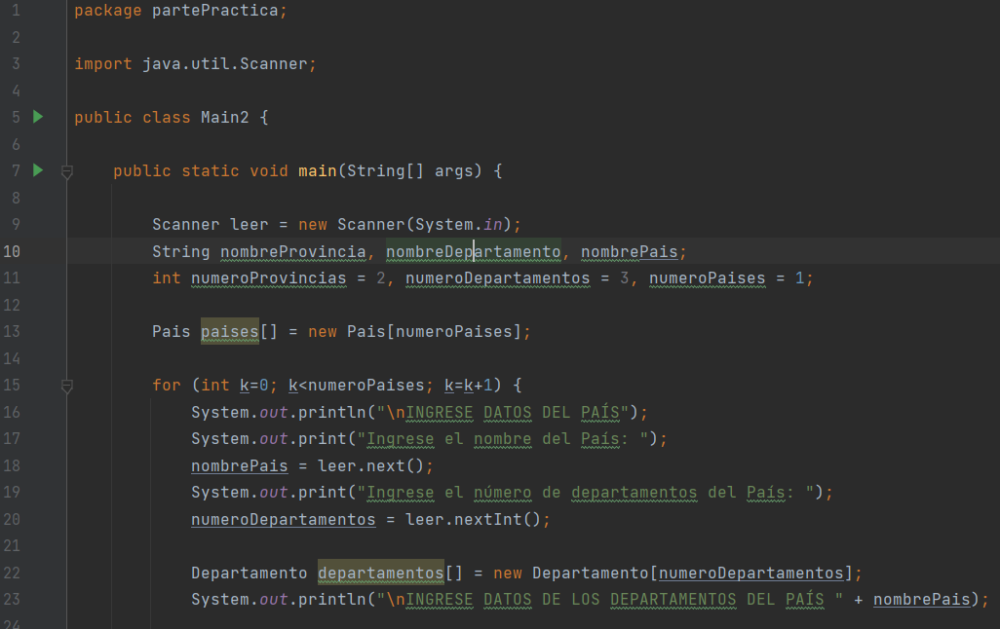 1 package partePractica;
2
3 import java.util.Scanner;
4
5 public class Main2 {
6
7 public static void main(String[] args) {
8
9 Scanner leer = new Scanner(System.in);
10 String nombreProvincia, nombreDepartamento, nombrePais;
11 int numeroProvincias = 2, numeroDepartamentos = 3, numeroPaises = 1;
12
13 Pais paises[] = new Pais[numeroPaises];
14
15 for (int k=0; k<numeroPaises; k=k+1) {
16 System.out.println("\nINGRESE DATOS DEL PAÍS");
17 System.out.print("Ingrese el nombre del País: ");
18 nombrePais = leer.next();
19 System.out.print("Ingrese el número de departamentos del País: ");
20 numeroDepartamentos = leer.nextInt();
21
22 Departamento departamentos[] = new Departamento[numeroDepartamentos];
23 System.out.println("\nINGRESE DATOS DE LOS DEPARTAMENTOS DEL PAÍS " + nombrePais);
24